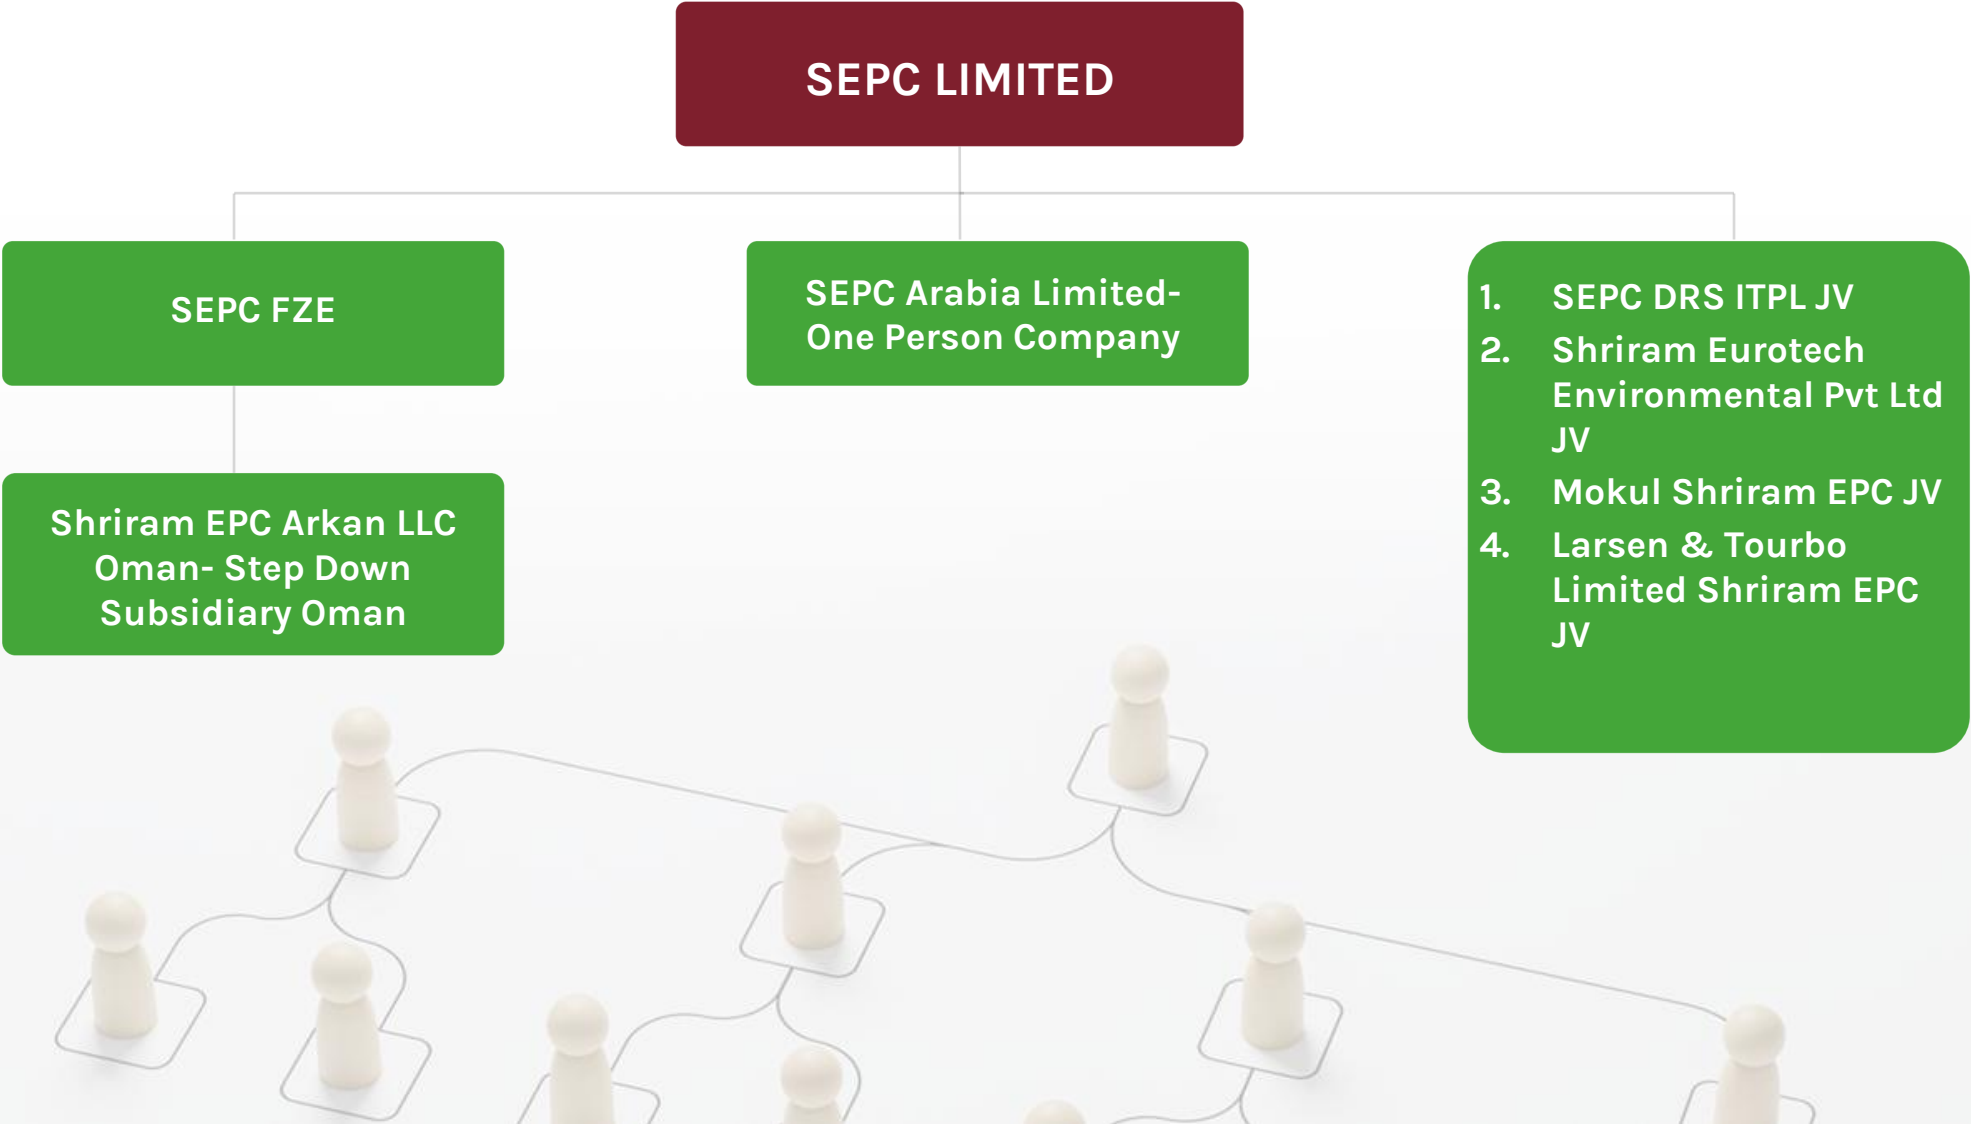 SEPC LIMITED
SEPC FZE
SEPC Arabia Limited-
One Person Company
1. SEPC DRS ITPL JV
2. Shriram Eurotech
Environmental Pvt Ltd
JV
3. Mokul Shriram EPC JV
4. Larsen & Tourbo
Limited Shriram EPC
JV
Shriram EPC Arkan LLC
Oman- Step Down
Subsidiary Oman